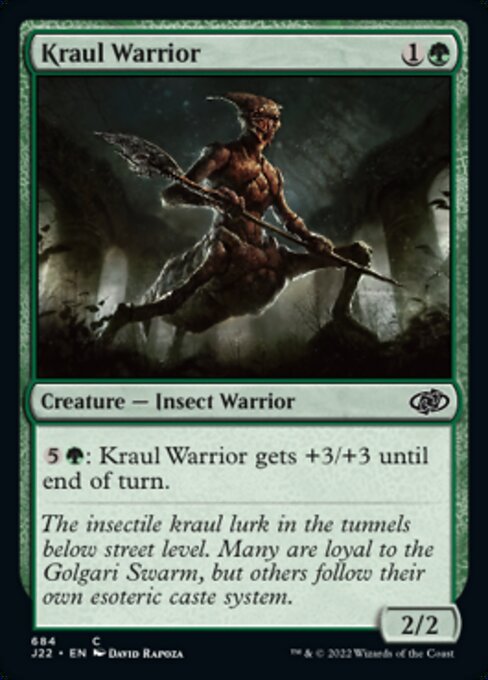 Kraul Warrior 1
Creature — Insect Warrior
5: Kraul Warrior gets +3/+3 until
end of turn.
The insectile kraul lurk in the tunnels
below street level. Many are loyal to the
Golgari Swarm, but others follow their
own esoteric caste system.
2/2
684 C
J22 • EN David Rapoza
™ & © 2022 Wizards of the Coast